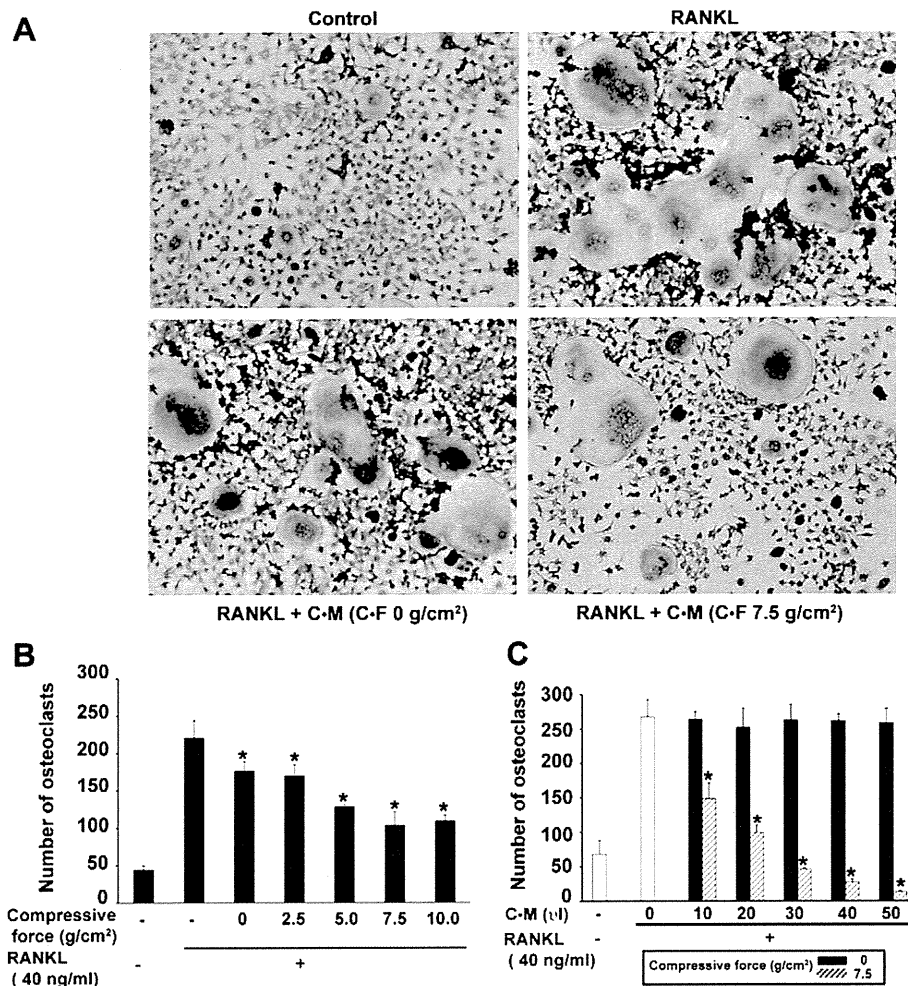 A
Control
RANKL
RANKL + C•M (C•F 0 g/cm²)
RANKL + C•M (C•F 7.5 g/cm²)
B
Number of osteoclasts
300
250
200
150
100
50
0
* * * * *
Compressive force (g/cm²)
- - 0 2.5 5.0 7.5 10.0
RANKL ( 40 ng/ml)
- +
C
Number of osteoclasts
300
250
200
150
100
50
0
* * * * *
C•M (μl)
- 0 10 20 30 40 50
RANKL ( 40 ng/ml)
- +
Compressive force (g/cm²)
0
7.5